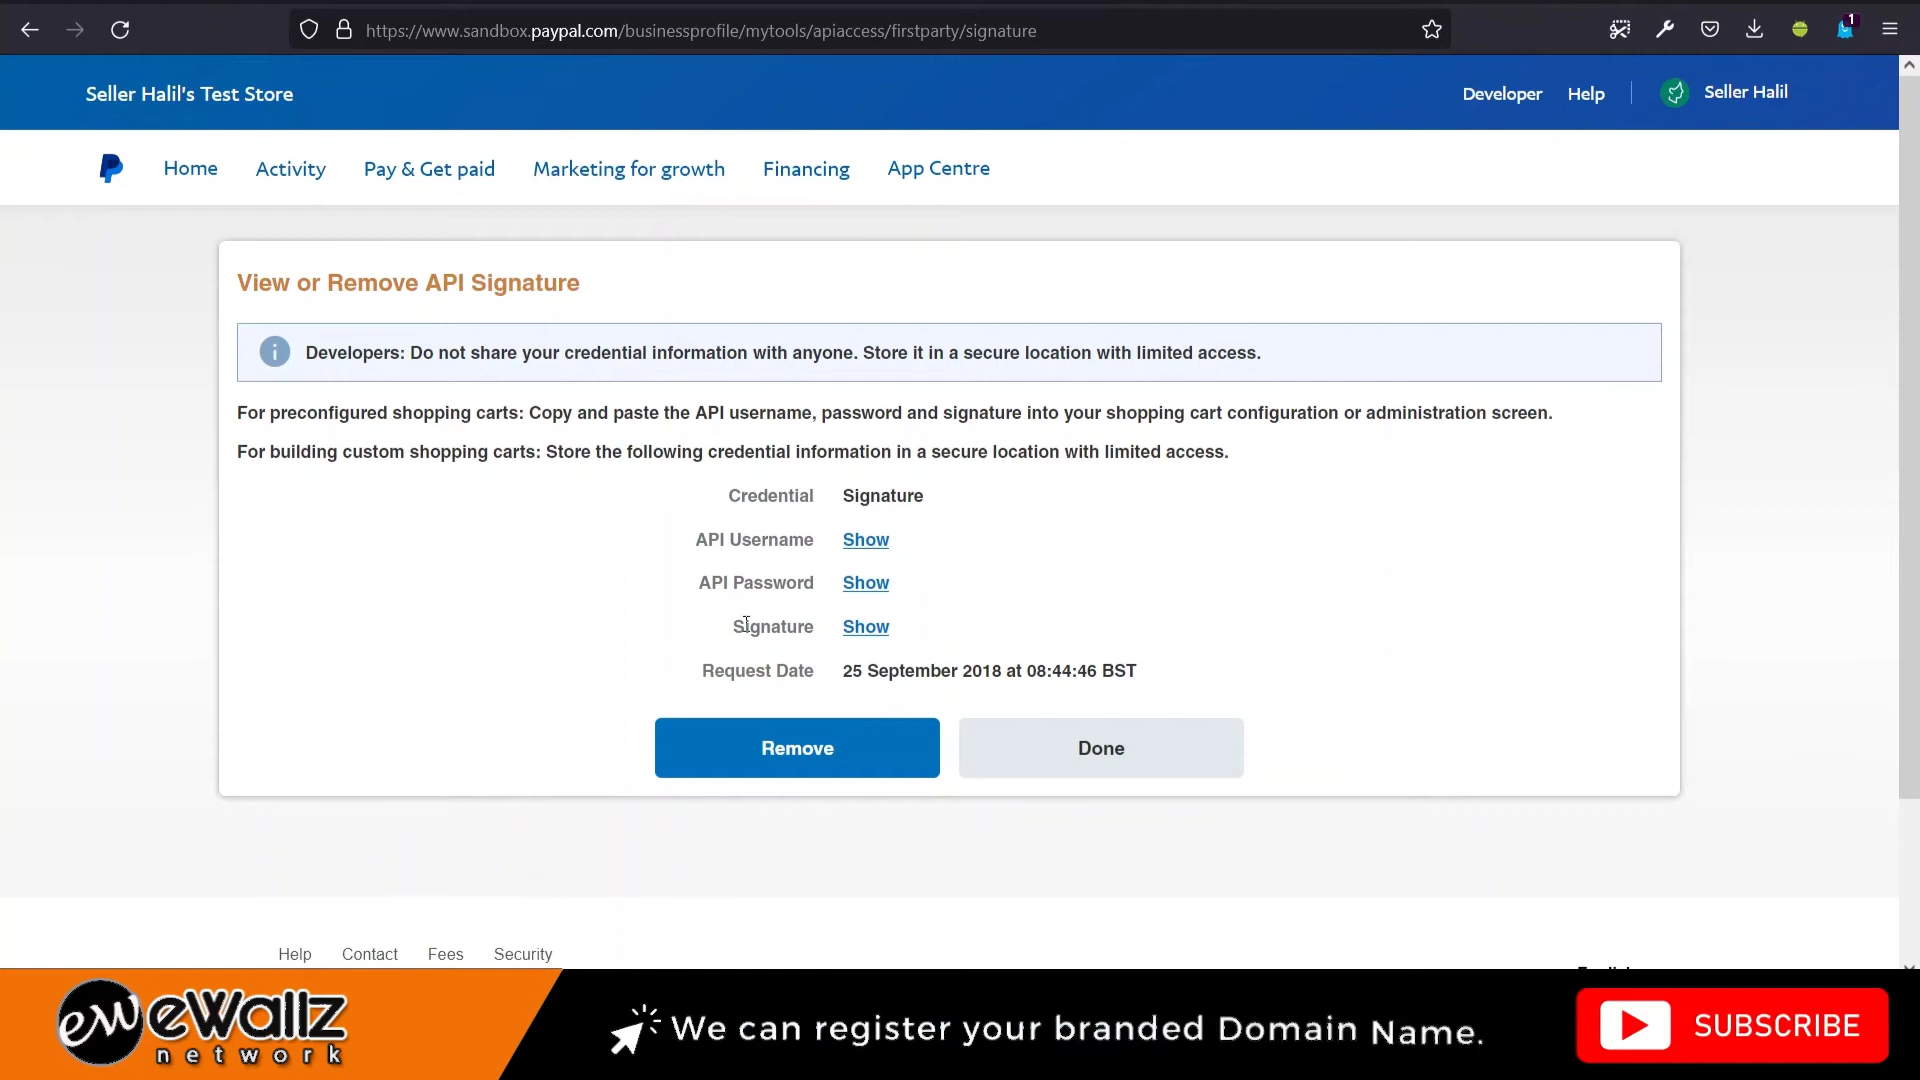 https://www.sandbox.paypal.com/businessprofile/mytools/apiaccess/firstparty/signature
1
Seller Halil's Test Store
Developer Help Seller Halil
Home Activity Pay & Get paid Marketing for growth Financing App Centre
View or Remove API Signature
Developers: Do not share your credential information with anyone. Store it in a secure location with limited access.
For preconfigured shopping carts: Copy and paste the API username, password and signature into your shopping cart configuration or administration screen.
For building custom shopping carts: Store the following credential information in a secure location with limited access.
Credential Signature
API Username Show
API Password Show
Signature Show
Request Date 25 September 2018 at 08:44:46 BST
Remove Done
Help Contact Fees Security
ew eWallz network
We can register your branded Domain Name.
SUBSCRIBE